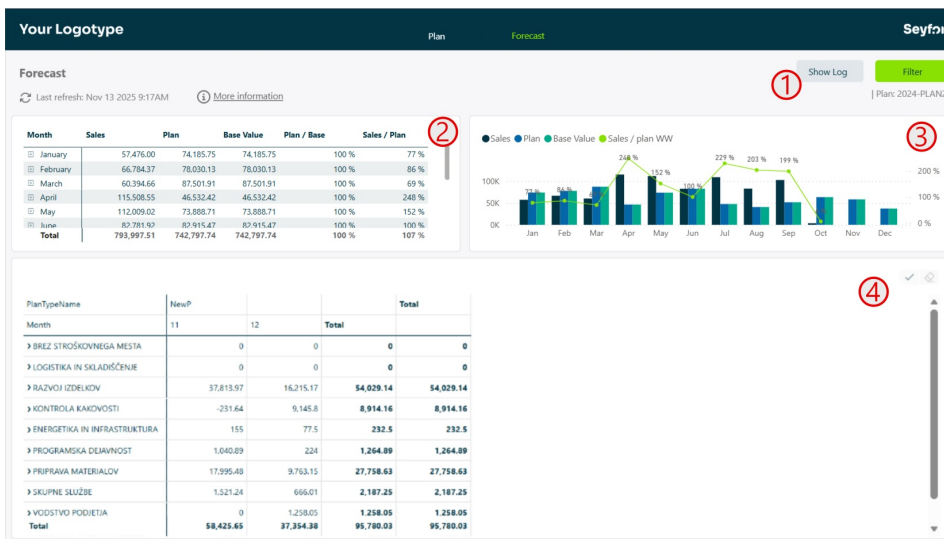 Your Logotype
Plan
Forecast
Forecast
Show Log
Filter
1
Last refresh: Nov 13 2025 9:17AM
More information
| Plan: 2024-PLAN2
Month Sales Plan Base Value Plan / Base Sales / Plan
2
January 57,476.00 74,185.75 74,185.75 100 % 77 %
February 66,784.37 78,030.13 78,030.13 100 % 86 %
March 60,394.66 87,501.91 87,501.91 100 % 69 %
April 115,508.55 46,532.42 46,532.42 100 % 248 %
May 112,009.02 73,888.71 73,888.71 100 % 152 %
June 82,781.92 82,915.47 82,915.47 100 % 100 %
Total 793,997.51 742,797.74 742,797.74 100 % 107 %
Sales Plan Base Value Sales / plan WW
3
248 % 229 % 203 % 199 %
152 %
77 % 86 % 100 %
100K
50K
0K
200 %
100 %
0 %
Jan Feb Mar Apr May Jun Jul Aug Sep Oct Nov Dec
4
PlanTypeName NewP Total
Month 11 12 Total
BREZ STROŠKOVNEGA MESTA 0 0 0 0
LOGISTIKA IN SKLADIŠČENJE 0 0 0 0
RAZVOJ IZDELKOV 37,813.97 16,215.17 54,029.14 54,029.14
KONTROLA KAKOVOSTI -231.64 9,145.8 8,914.16 8,914.16
ENERGETIKA IN INFRASTRUKTURA 155 77.5 232.5 232.5
PROGRAMSKA DEJAVNOST 1,040.89 224 1,264.89 1,264.89
PRIPRAVA MATERIALOV 17,995.48 9,763.15 27,758.63 27,758.63
SKUPNE SLUŽBE 1,521.24 666.01 2,187.25 2,187.25
VODSTVO PODJETJA 0 1,258.05 1,258.05 1,258.05
Total 58,425.65 37,354.38 95,780.03 95,780.03